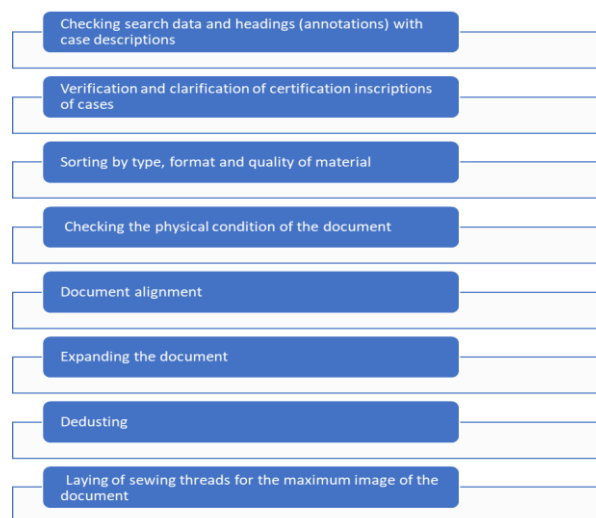 Checking search data and headings (annotations) with
case descriptions
Verification and clarification of certification inscriptions
of cases
Sorting by type, format and quality of material
Checking the physical condition of the document
Document alignment
Expanding the document
Dedusting
Laying of sewing threads for the maximum image of the
document